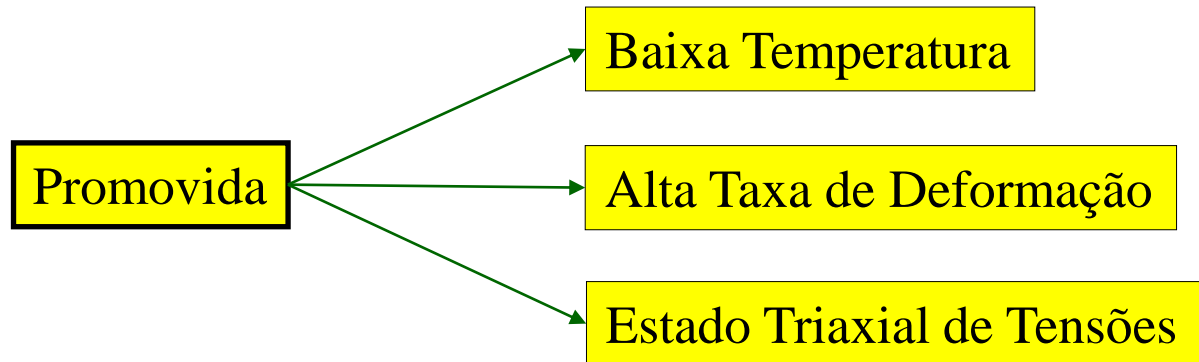 Baixa Temperatura
Promovida
Alta Taxa de Deformação
Estado Triaxial de Tensões